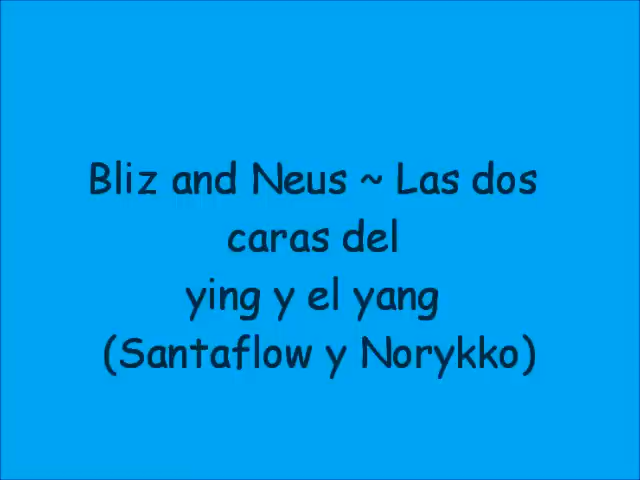 Bliz and Neus ~ Las dos
caras del
ying y el yang
(Santaflow y Norykko)